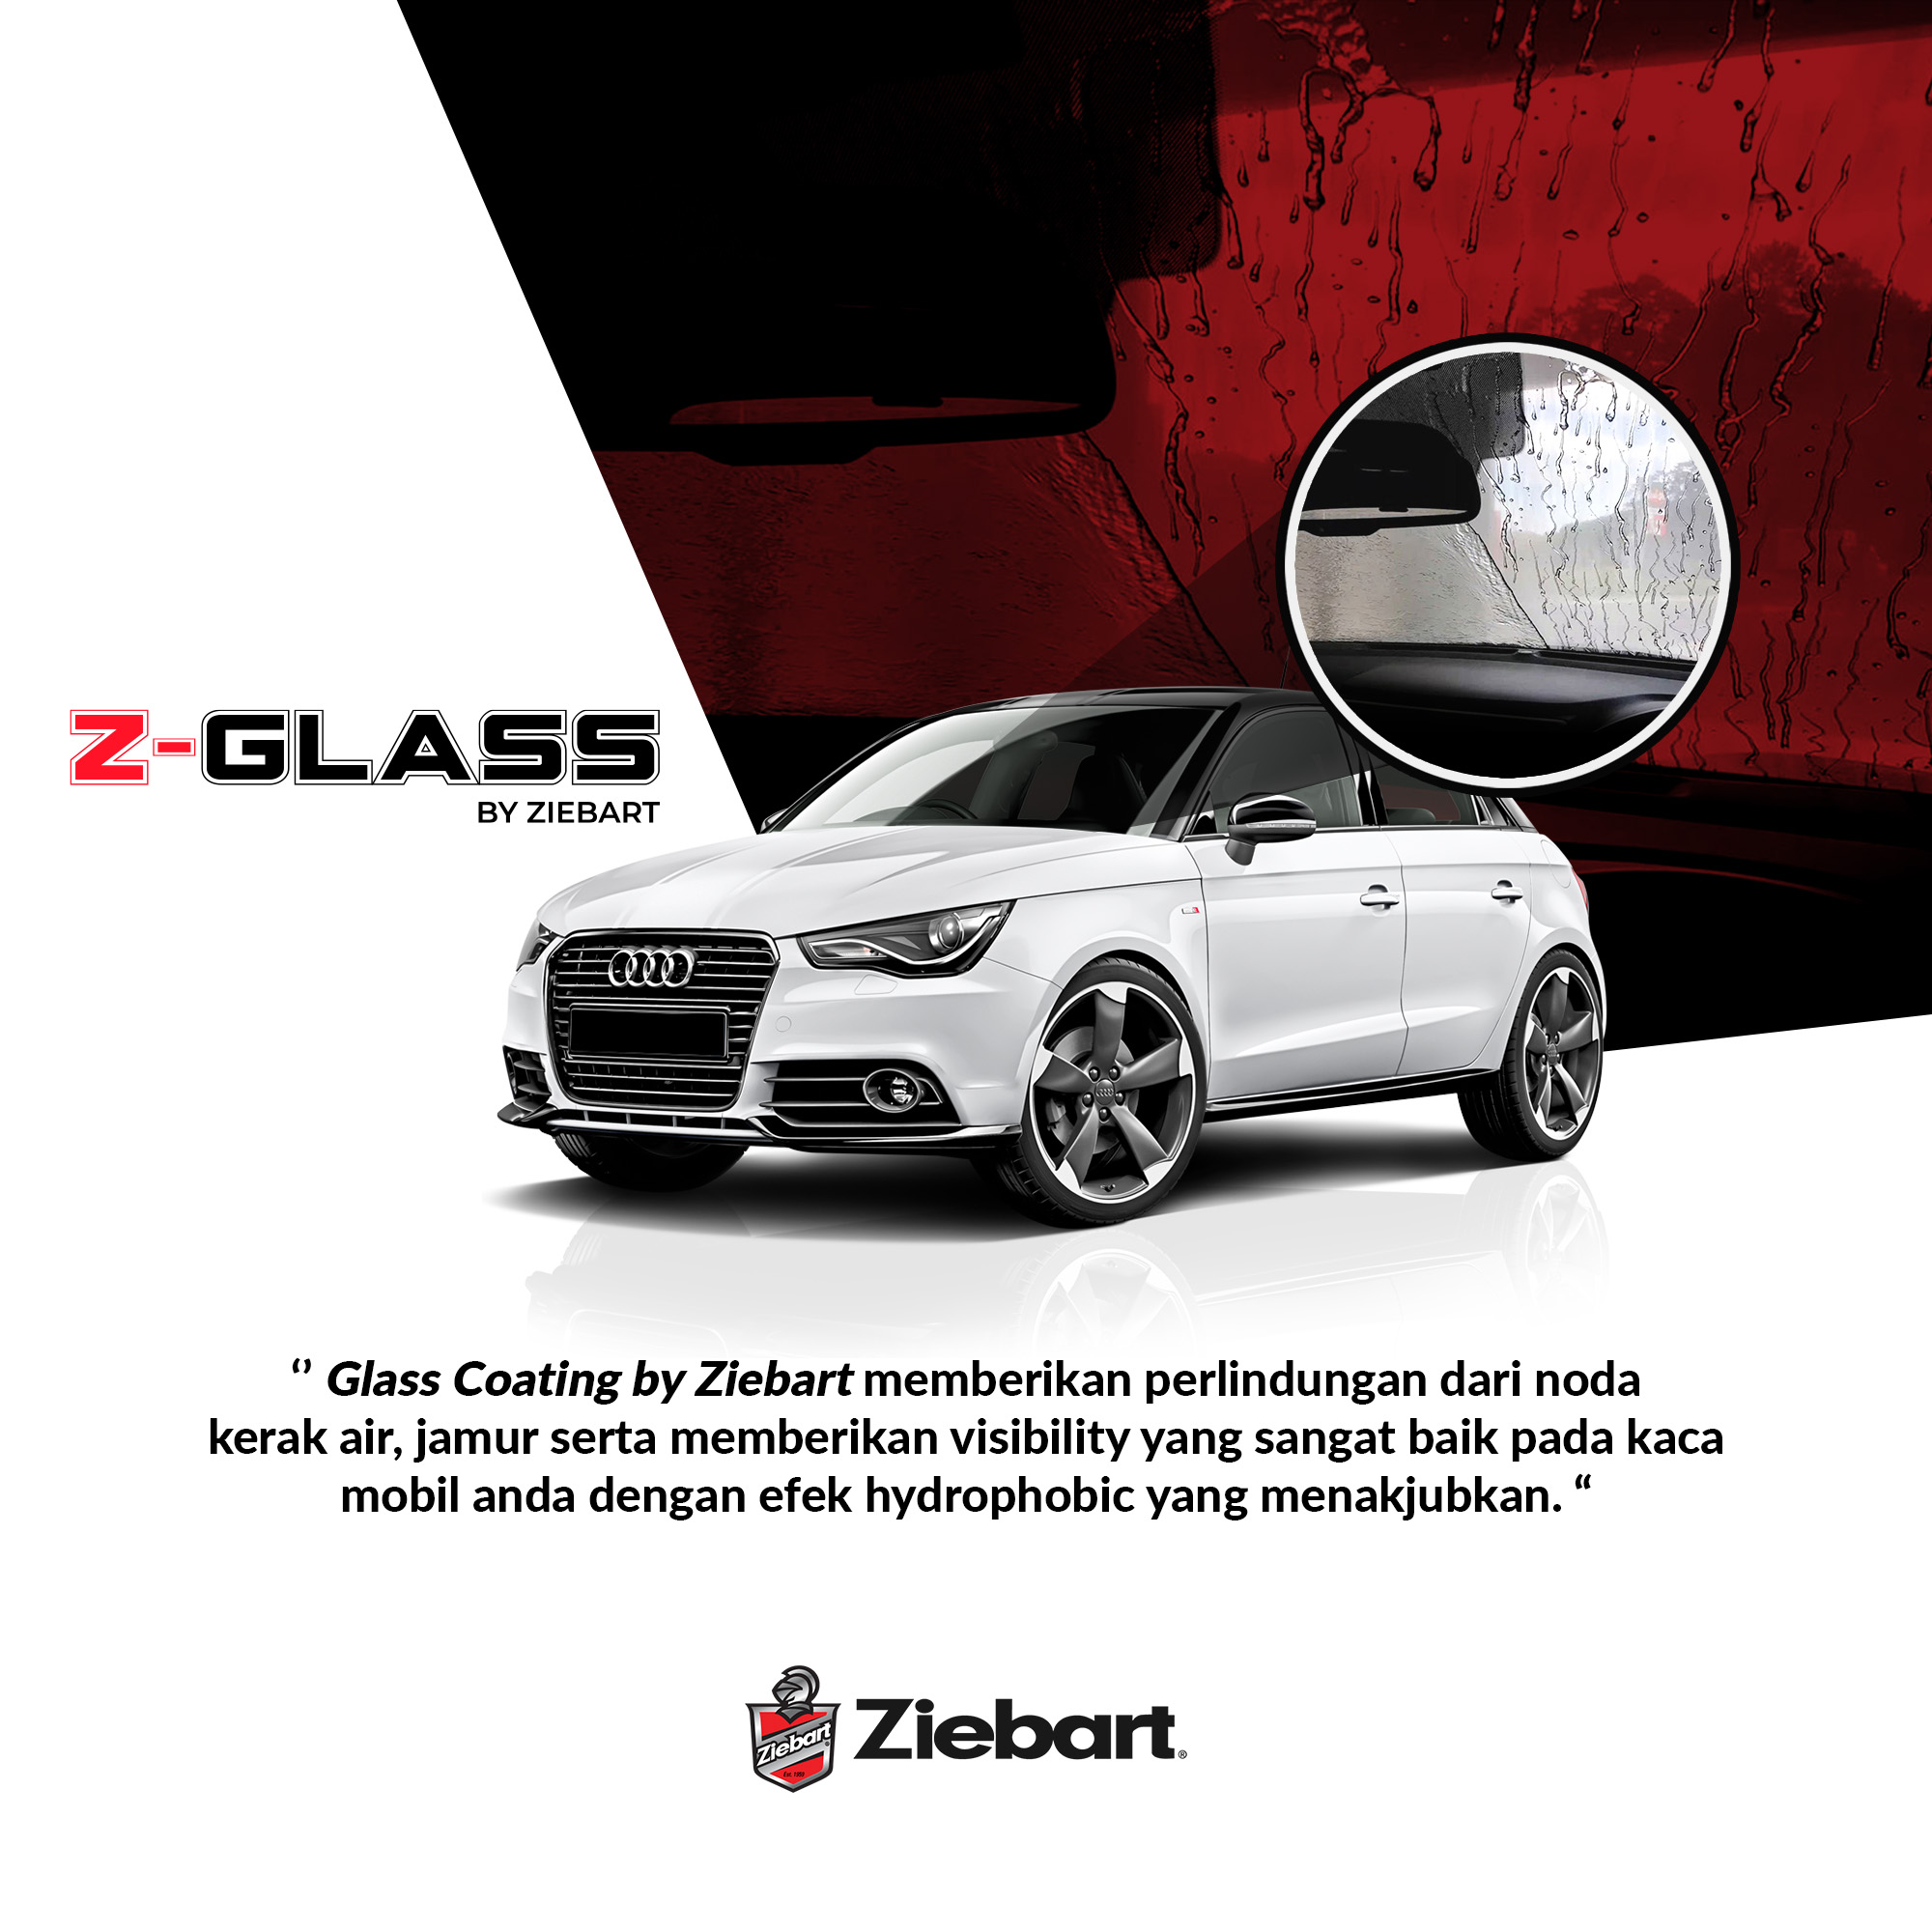 Z-GLASS
BY ZIEBART
‘’ Glass Coating by Ziebart memberikan perlindungan dari noda
kerak air, jamur serta memberikan visibility yang sangat baik pada kaca
mobil anda dengan efek hydrophobic yang menakjubkan. “
Ziebart
Ziebart®